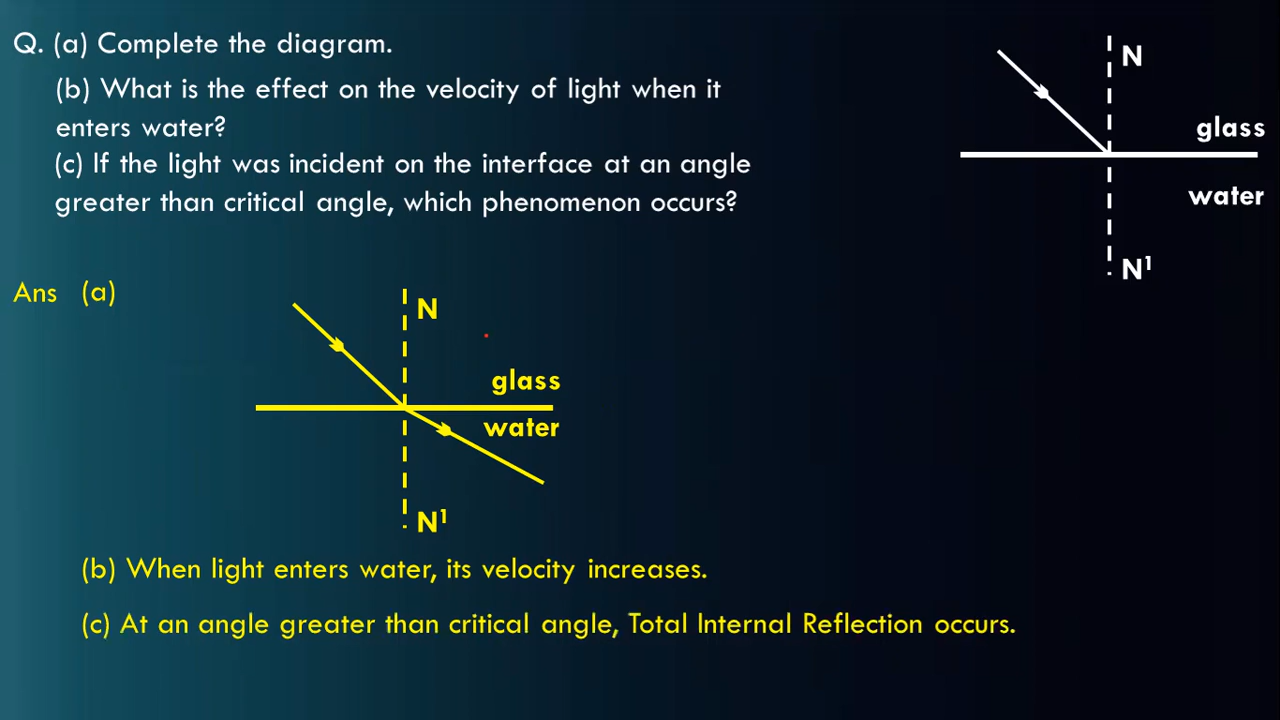 Q. (a) Complete the diagram.
(b) What is the effect on the velocity of light when it
enters water?
(c) If the light was incident on the interface at an angle
greater than critical angle, which phenomenon occurs?
N
glass
water
N¹
Ans (a)
N
glass
water
N¹
(b) When light enters water, its velocity increases.
(c) At an angle greater than critical angle, Total Internal Reflection occurs.